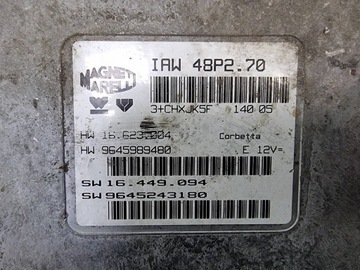 MAGNETI MARELLI
IAW 48P2.70
3+CHXJK5F 140 05
HW 16.623.004 Corbetta
HW 9645989480 E 12V=
SW 16.449.094
SW 9645243180